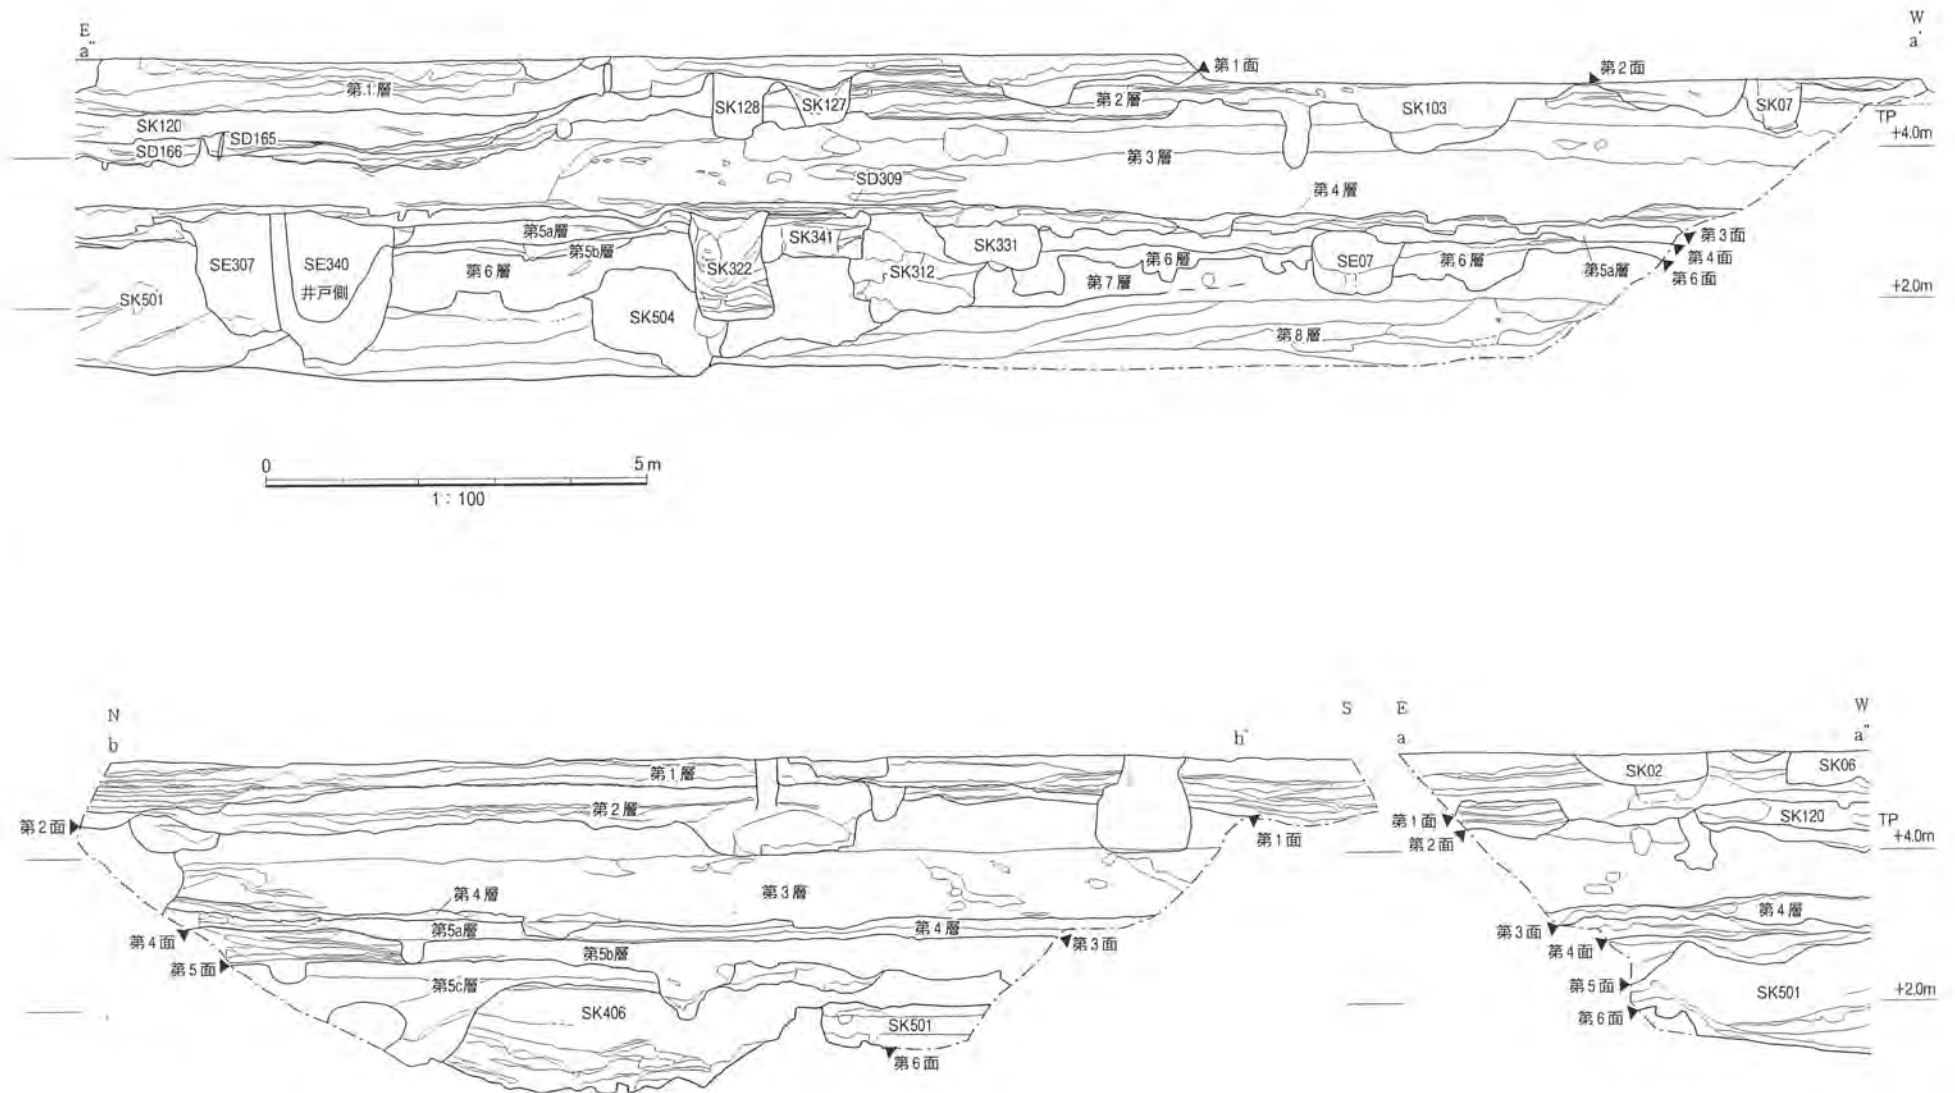 E
a"
W
a'
第1面
第2面
第1層
SK128
SK127
第2層
SK103
SK07
TP
+4.0m
SK120
SD165
SD166
第3層
SD309
第4層
第5a層
第5b層
SK341
SK331
第3面
SE307
SE340
井戸側
第6層
SK322
SK312
第6層
SE07
第6層
第5a層
第4面
第6面
SK501
第7層
+2.0m
SK504
第8層
0
5m
1:100
N
b
S
E
a
W
a"
第1層
第2層
第2面
第1面
第3層
第4層
第5a層
第4層
第4面
第5b層
第3面
第5面
第5c層
SK406
SK501
第6面
SK02
SK06
第1面
SK120
TP
+4.0m
第2面
第4層
第3面
第4面
第5面
SK501
+2.0m
第6面